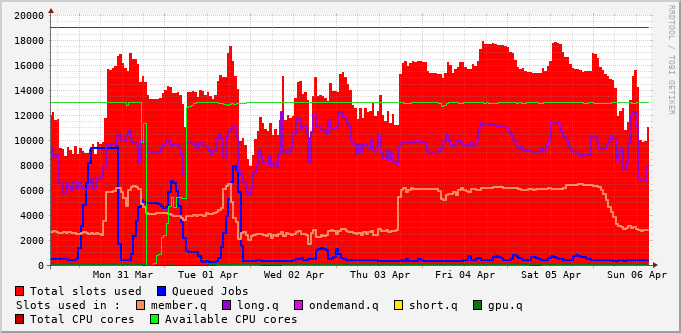 20000
18000
16000
14000
12000
10000
8000
6000
4000
2000
0
Mon 31 Mar Tue 01 Apr Wed 02 Apr Thu 03 Apr Fri 04 Apr Sat 05 Apr Sun 06 Apr
Total slots used Queued Jobs
Slots used in : member.q long.q ondemand.q short.q gpu.q
Total CPU cores Available CPU cores
RRDTOOL / TOBI OETIKER